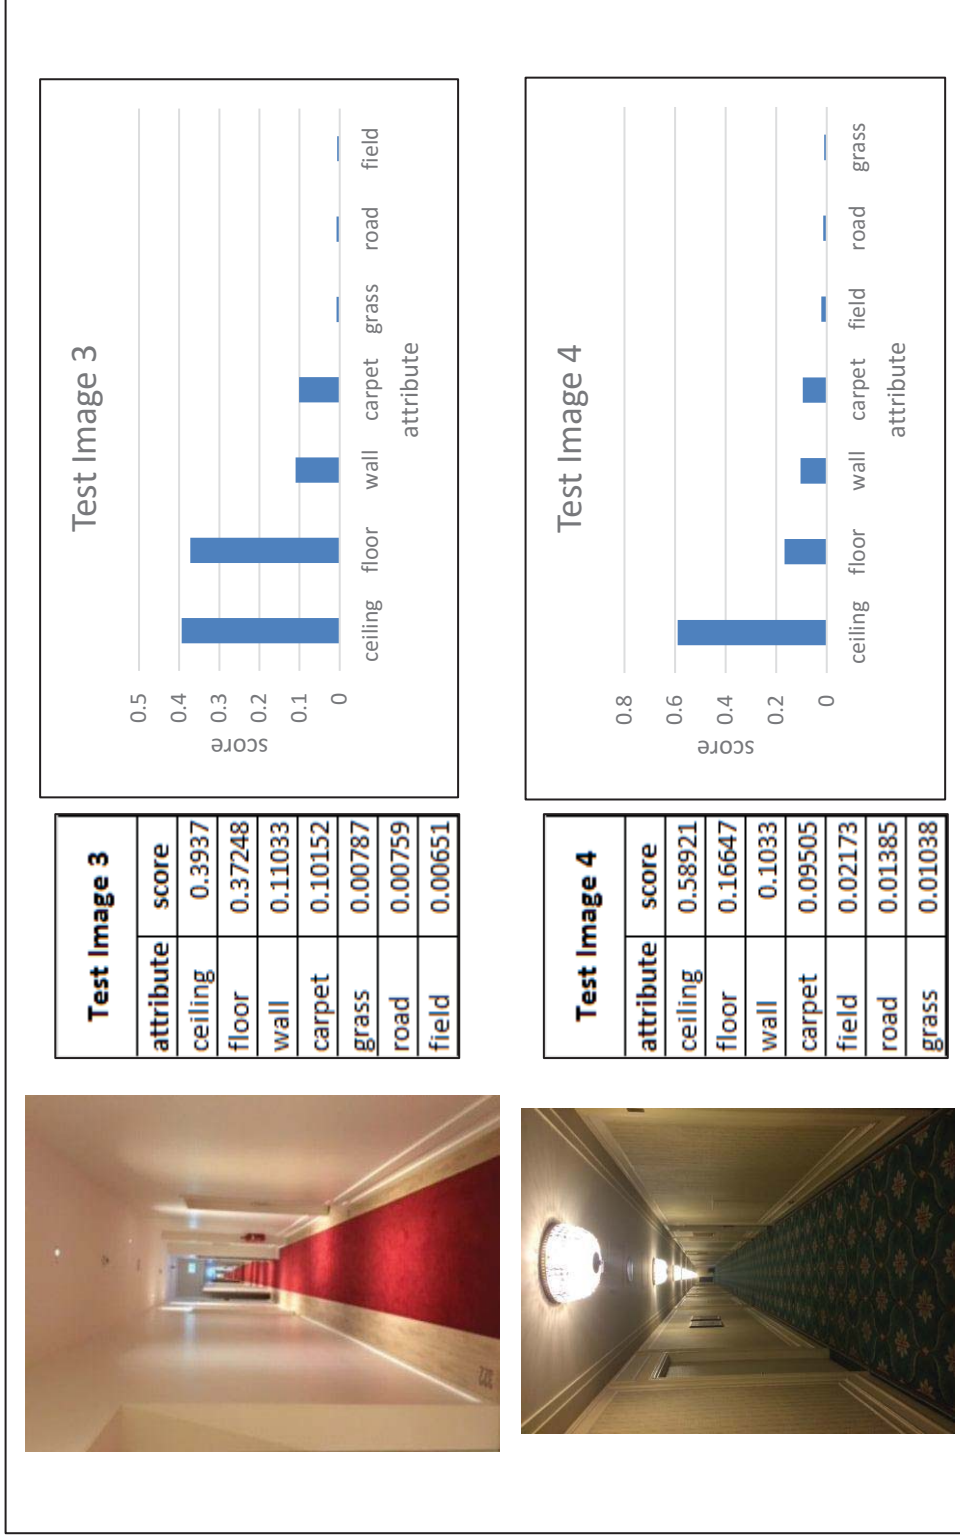 Test Image 3
attribute score
ceiling 0.3937
floor 0.37248
wall 0.11033
carpet 0.10152
grass 0.00787
road 0.00759
field 0.00651
Test Image 3
0.5
0.4
0.3
0.2
0.1
0
score
ceiling floor wall carpet grass road field
attribute
Test Image 4
attribute score
ceiling 0.58921
floor 0.16647
wall 0.1033
carpet 0.09505
field 0.02173
road 0.01385
grass 0.01038
Test Image 4
0.8
0.6
0.4
0.2
0
score
ceiling floor wall carpet field road grass
attribute